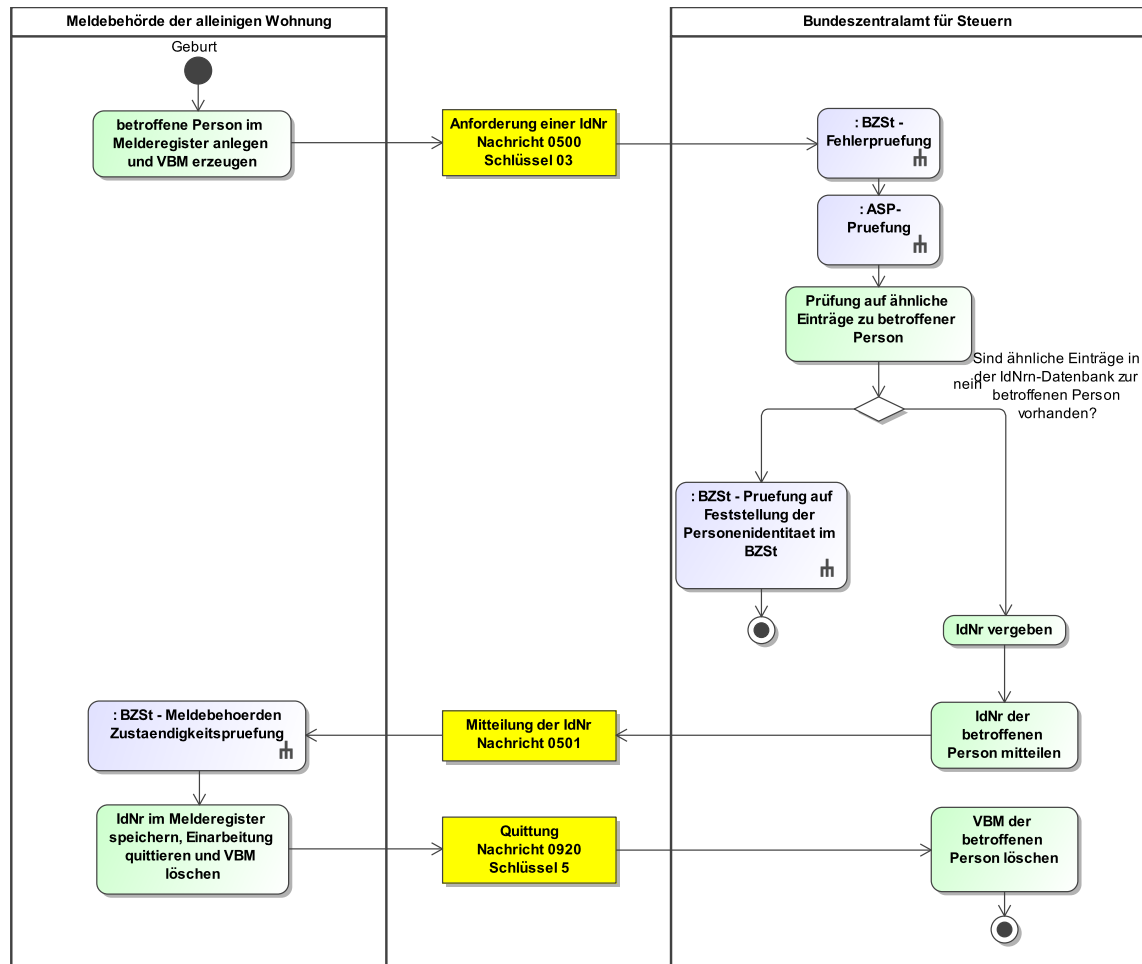 Meldebehörde der alleinigen Wohnung
Bundeszentralamt für Steuern
Geburt
betroffene Person im
Melderegister anlegen
und VBM erzeugen
Anforderung einer IdNr
Nachricht 0500
Schlüssel 03
: BZSt -
Fehlerpruefung
: ASP-
Pruefung
Prüfung auf ähnliche
Einträge zu betroffener
Person
Sind ähnliche Einträge in
der IdNrn-Datenbank zur
betroffenen Person
vorhanden?
nein
: BZSt - Pruefung auf
Feststellung der
Personenidentitaet im
BZSt
IdNr vergeben
IdNr der
betroffenen
Person mitteilen
Mitteilung der IdNr
Nachricht 0501
: BZSt - Meldebehoerden
Zustaendigkeitspruefung
IdNr im Melderegister
speichern, Einarbeitung
quittieren und VBM
löschen
Quittung
Nachricht 0920
Schlüssel 5
VBM der
betroffenen
Person löschen